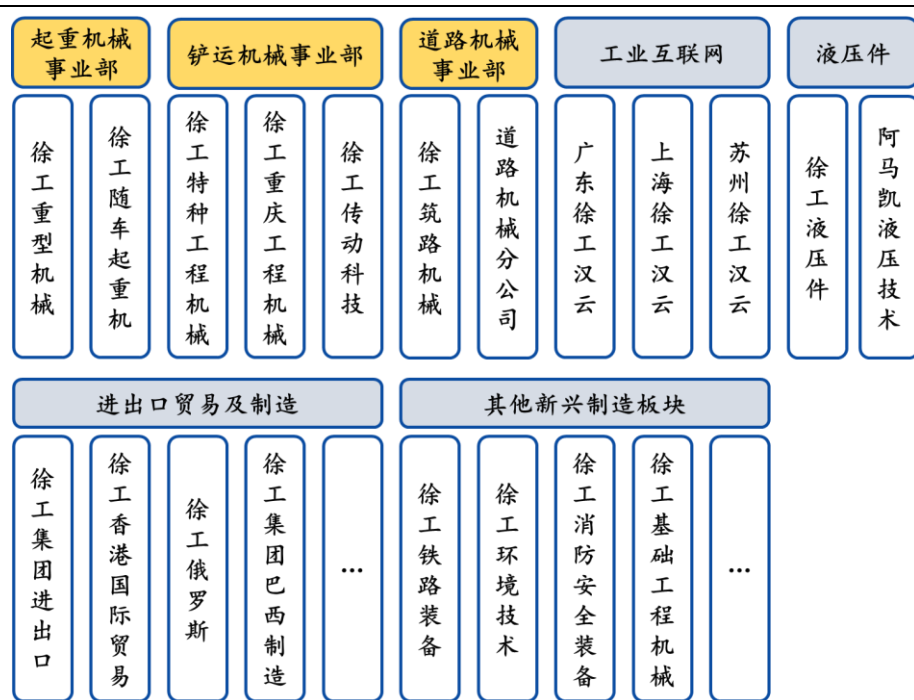 起重机械
事业部
铲运机械事业部
道路机械
事业部
工业互联网
液压件
徐工重型机械
徐工随车起重机
徐工特种工程机械
徐工重庆工程机械
徐工传动科技
徐工筑路机械
道路机械分公司
广东徐工汉云
上海徐工汉云
苏州徐工汉云
徐工液压件
阿马凯液压技术
进出口贸易及制造
其他新兴制造板块
徐工集团进出口
徐工香港国际贸易
徐工俄罗斯
徐工集团巴西制造
...
徐工铁路装备
徐工环境技术
徐工消防安全装备
徐工基础工程机械
...